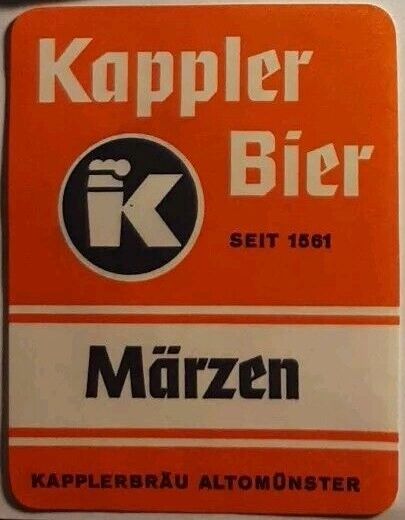 Kappler
Bier
K
SEIT 1561
Märzen
KAPPLERBRÄU ALTOMÜNSTER